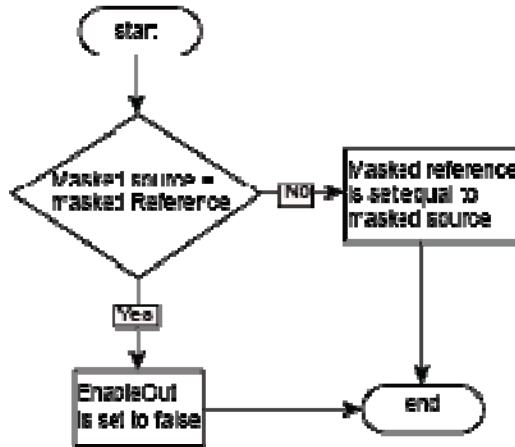 start
Masked source =
masked Reference
No
Masked reference
is set equal to
masked source
Yes
EnableOut
is set to false
end